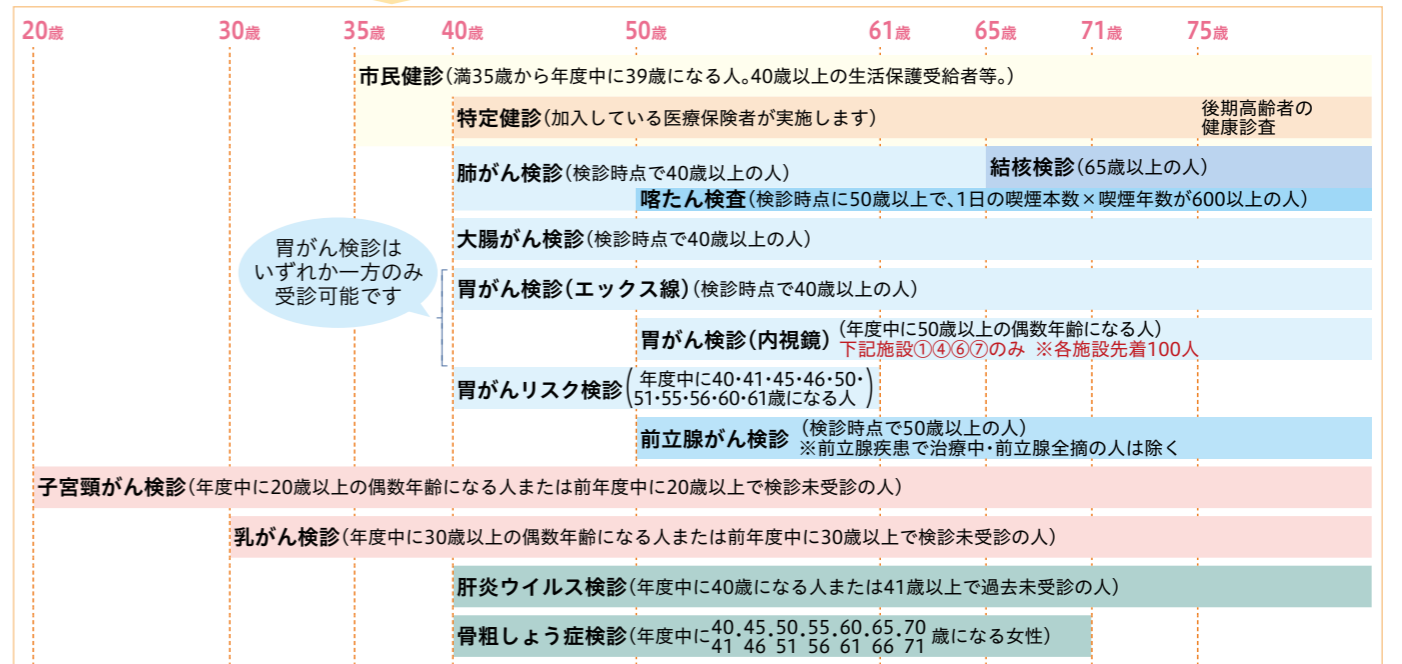 20歳 30歳 35歳 40歳 50歳 61歳 65歳 71歳 75歳
市民健診(満35歳から年度中に39歳になる人。40歳以上の生活保護受給者等。)
特定健診(加入している医療保険者が実施します)
後期高齢者の
健康診査
肺がん検診(検診時点で40歳以上の人)
結核検診(65歳以上の人)
喀たん検査(検診時点に50歳以上で、1日の喫煙本数×喫煙年数が600以上の人)
大腸がん検診(検診時点で40歳以上の人)
胃がん検診は
いずれか一方のみ
受診可能です
胃がん検診(エックス線)(検診時点で40歳以上の人)
胃がん検診(内視鏡)(年度中に50歳以上の偶数年齢になる人)
下記施設①④⑥⑦のみ ※各施設先着100人
胃がんリスク検診(年度中に40・41・45・46・50・
51・55・56・60・61歳になる人)
前立腺がん検診(検診時点で50歳以上の人)
※前立腺疾患で治療中・前立腺全摘の人は除く
子宮頸がん検診(年度中に20歳以上の偶数年齢になる人または前年度中に20歳以上で検診未受診の人)
乳がん検診(年度中に30歳以上の偶数年齢になる人または前年度中に30歳以上で検診未受診の人)
肝炎ウイルス検診(年度中に40歳になる人または41歳以上で過去未受診の人)
骨粗しょう症検診(年度中に40・45・50・55・60・65・70
41 46 51 56 61 66 71歳になる女性)